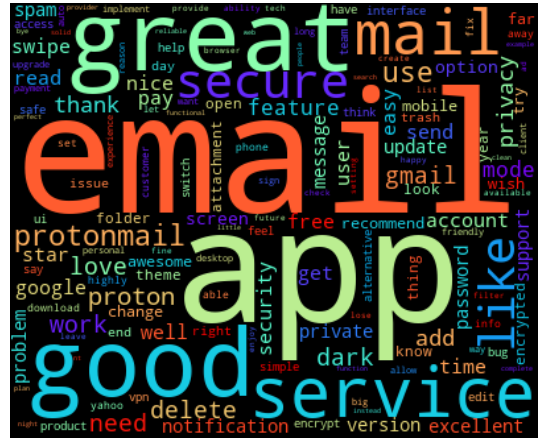 spam
auto
provider
implement
provide
ability
tech
have
interface
far
away
access
bye
solid
reliable
web
long
team
fix
great
mail
swipe
help
browser
reason
upgrade
day
people
create
example
ad
read
nice
secure
use
option
payment
thank
pay
open
feature
want
search
list
privacy
try
safe
let
think
easy
mobile
trash
perfect
functional
email
set
experience
customer
switch
attachment
message
phone
user
send
update
year
client
happy
clean
issue
sign
check
gmail
look
selling
available
mode
wish
ui
folder
screen
future
free
account
protonmail
feel
recommend
friendly
say
personal
fine
little
app
star
love
awesome
desktop
like
support
google
highly
theme
security
get
alternative
thing
password
filter
encrypted
download
proton
able
change
lose
info
problem
work
end
well
right
enjoy
private
add
know
way
bug
leave
simple
dark
time
plan
good
vpn
function
allow
complete
yahoo
delete
big
service
edit
night
product
need
notification
encrypt
instead
version
excellent